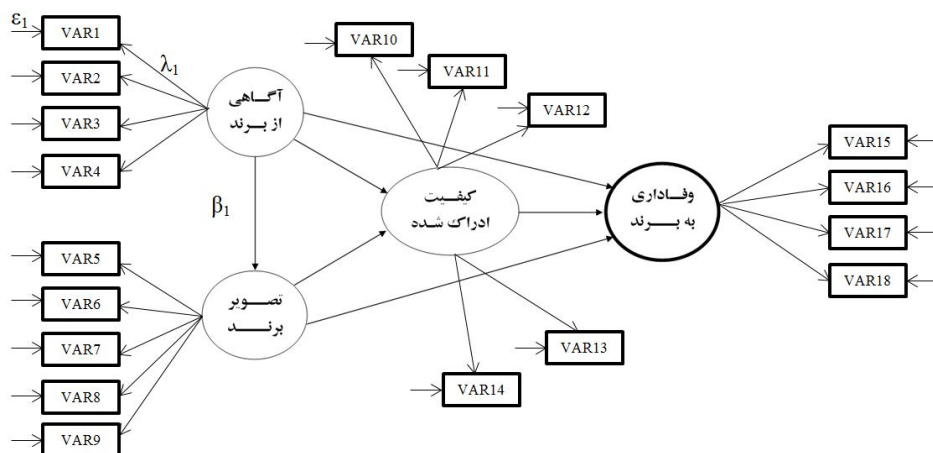 ε1
VAR1
VAR2
VAR3
VAR4
λ1
آگاهی
از برند
β1
VAR5
VAR6
VAR7
VAR8
VAR9
تصویر
برند
VAR10
VAR11
VAR12
کیفیت
ادراک شده
VAR13
VAR14
وفاداری
به برند
VAR15
VAR16
VAR17
VAR18